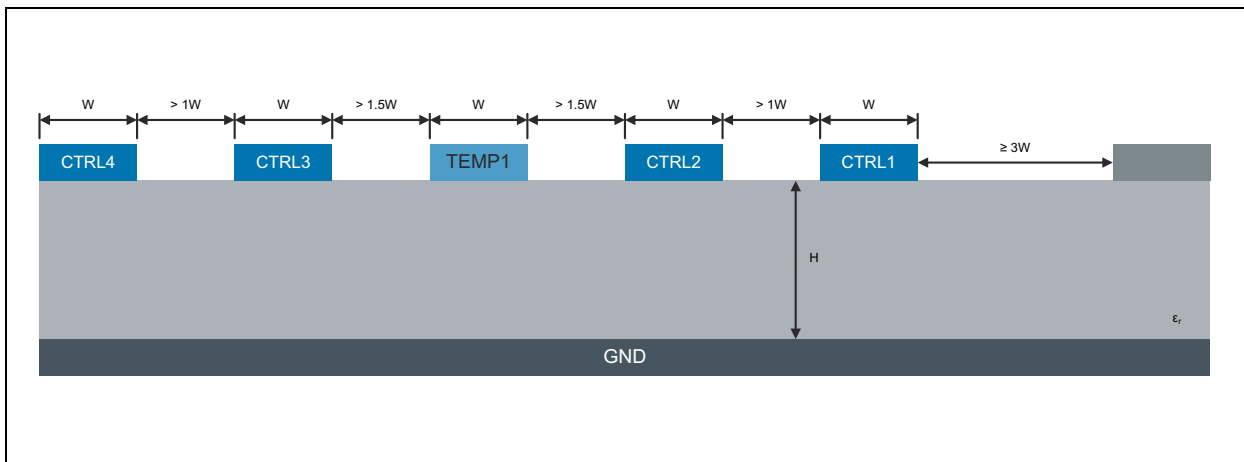 W > 1W W > 1.5W W > 1.5W W > 1W W
CTRL4 CTRL3 TEMP1 CTRL2 CTRL1 ≥ 3W
H
εr
GND